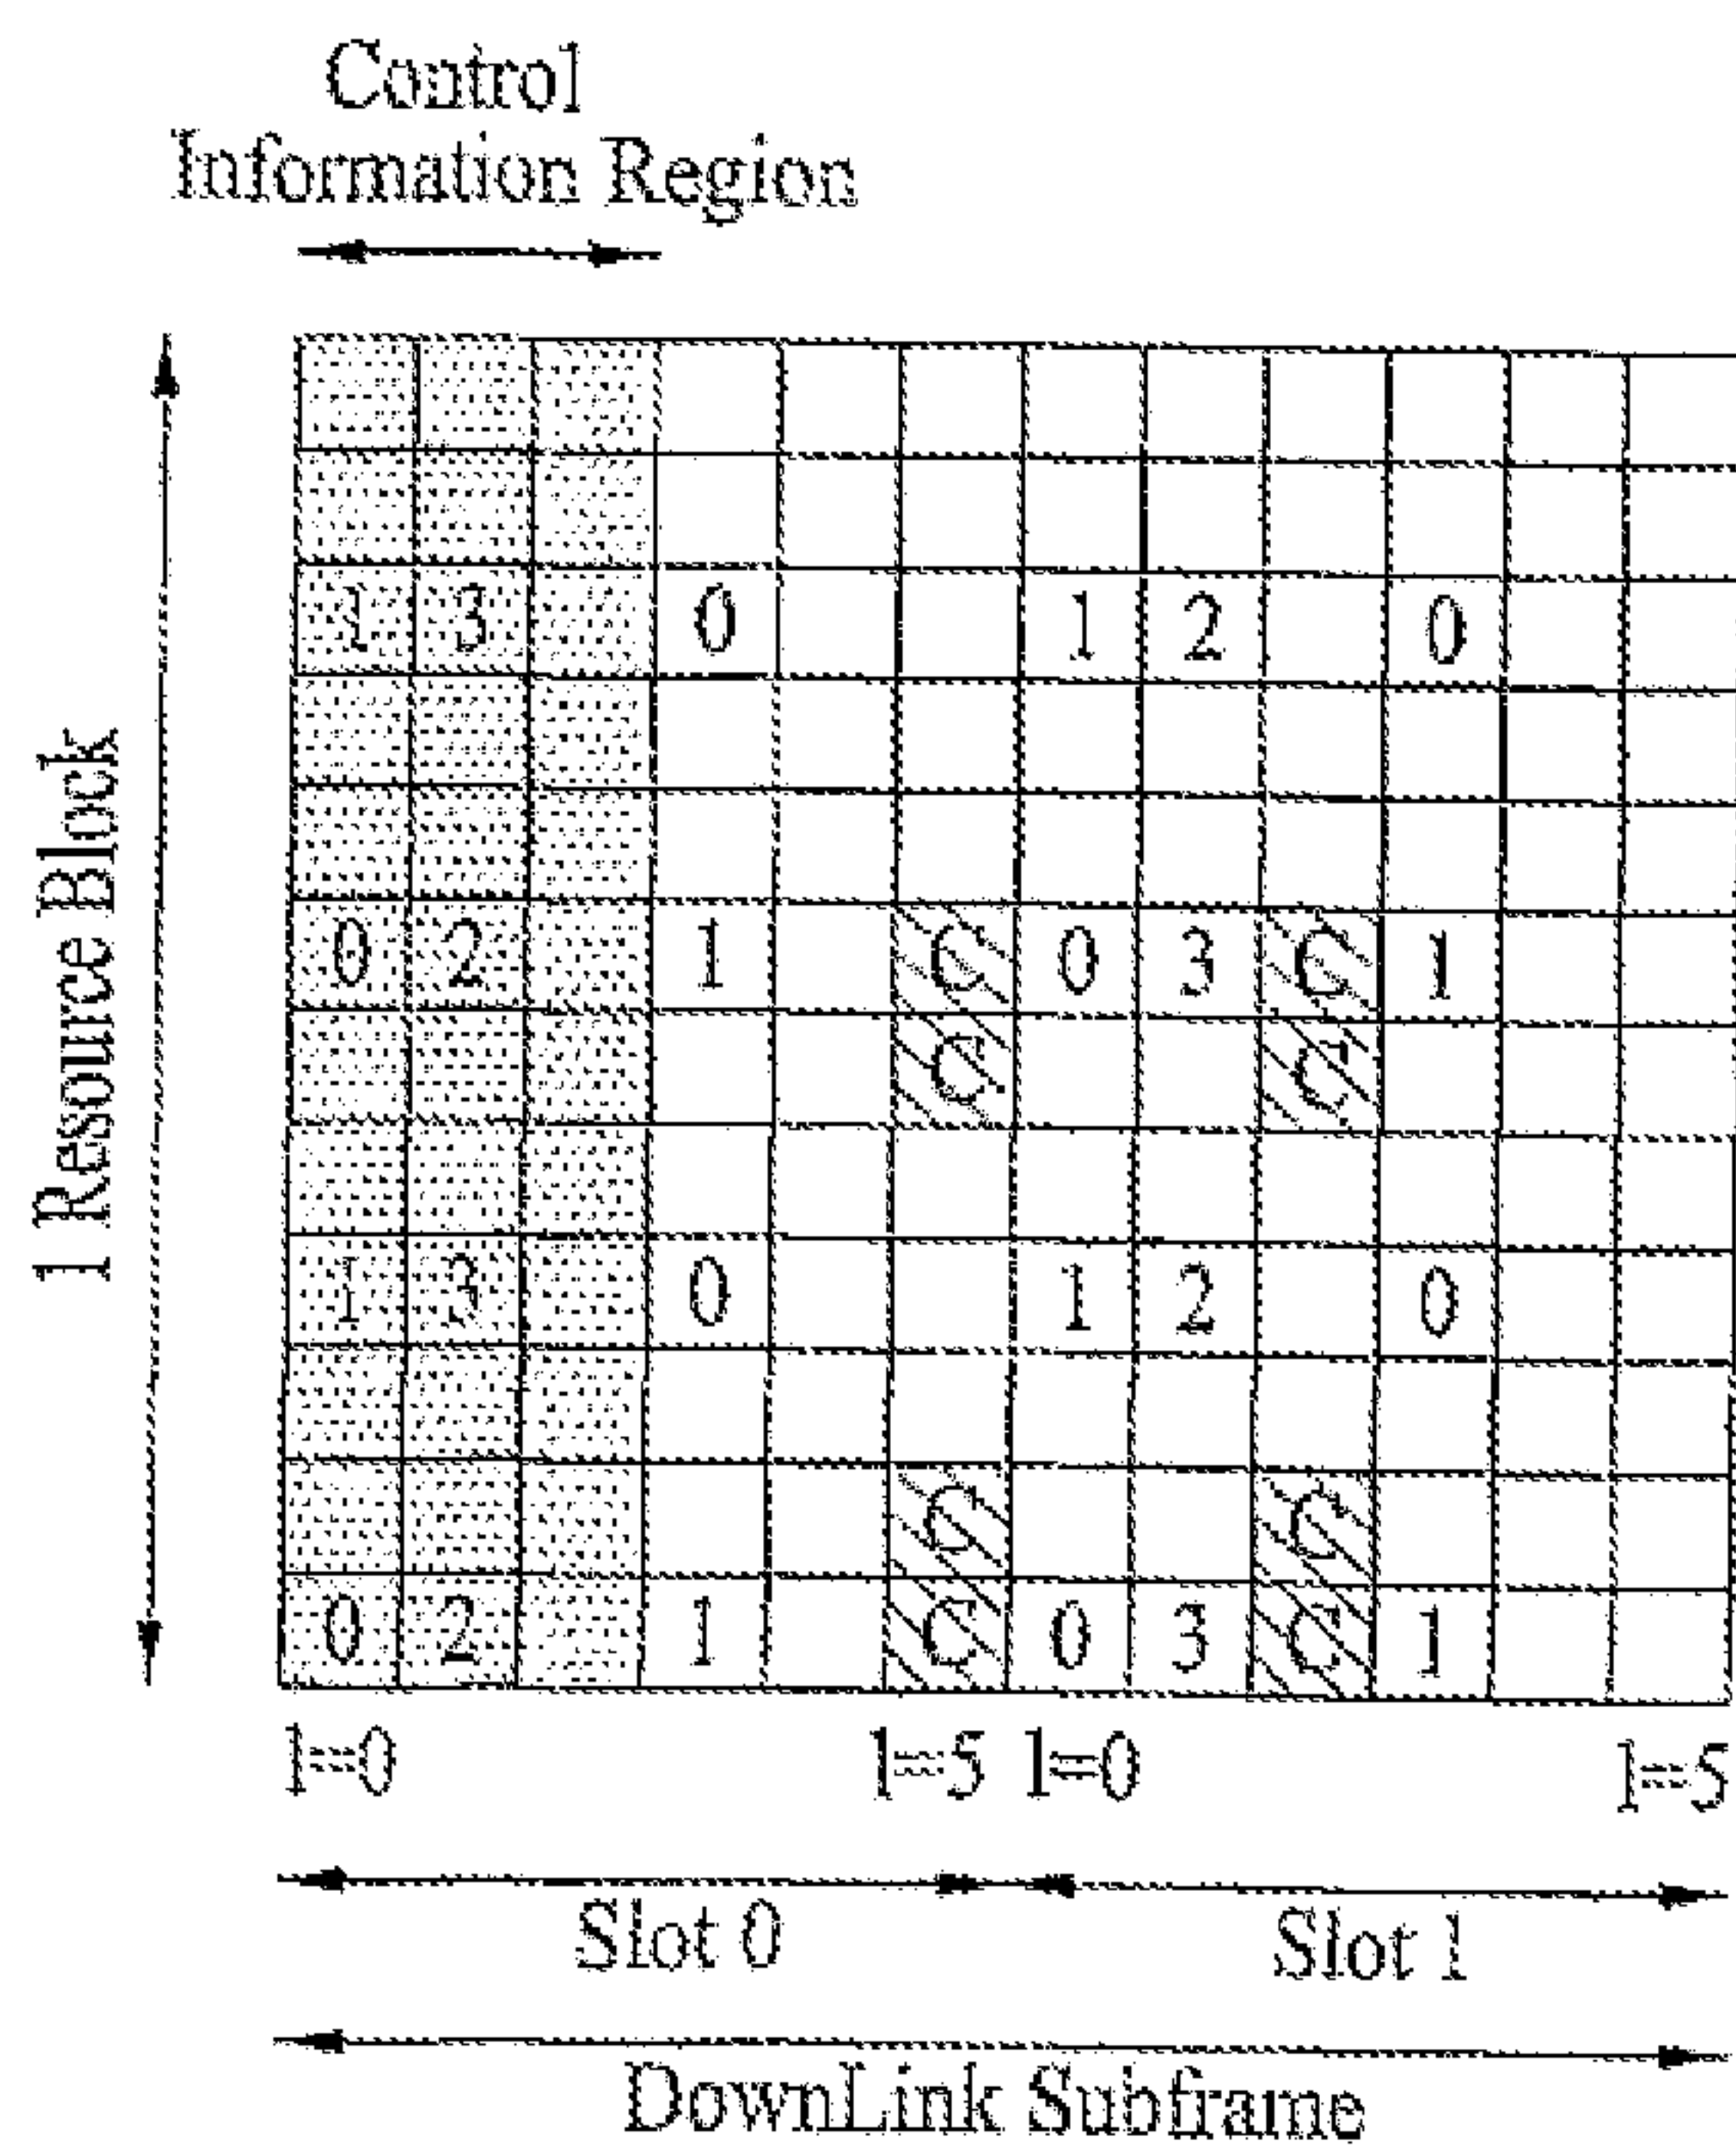 Control
Information Region
1 Resource Block
1 3 0 1 2 0
0 2 1 C 0 3 C 1
C C
1 3 0 1 2 0
C C
0 2 1 C 0 3 C 1
l=0 l=5 l=0 l=5
Slot 0 Slot 1
DownLink Subframe